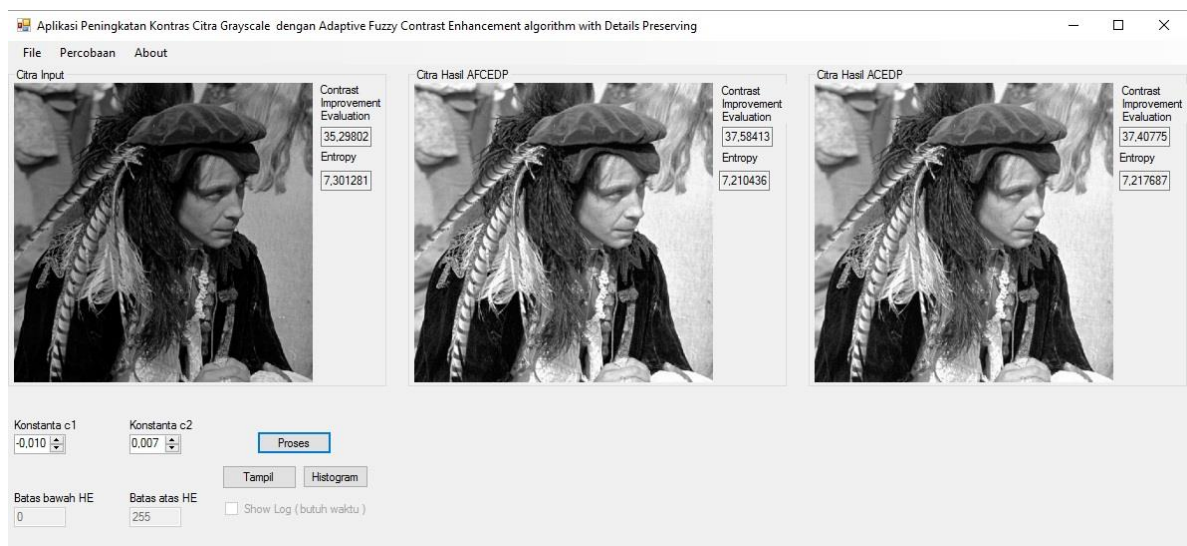 Aplikasi Peningkatan Kontras Citra Grayscale dengan Adaptive Fuzzy Contrast Enhancement algorithm with Details Preserving
File Percobaan About
Citra Input
Contrast
Improvement
Evaluation
35,29802
Entropy
7,301281
Citra Hasil AFCEDP
Contrast
Improvement
Evaluation
37,58413
Entropy
7,210436
Citra Hasil ACEDP
Contrast
Improvement
Evaluation
37,40775
Entropy
7,217687
Konstanta c1
-0,010
Konstanta c2
0,007
Proses
Tampil
Histogram
Batas bawah HE
0
Batas atas HE
255
Show Log ( butuh waktu )